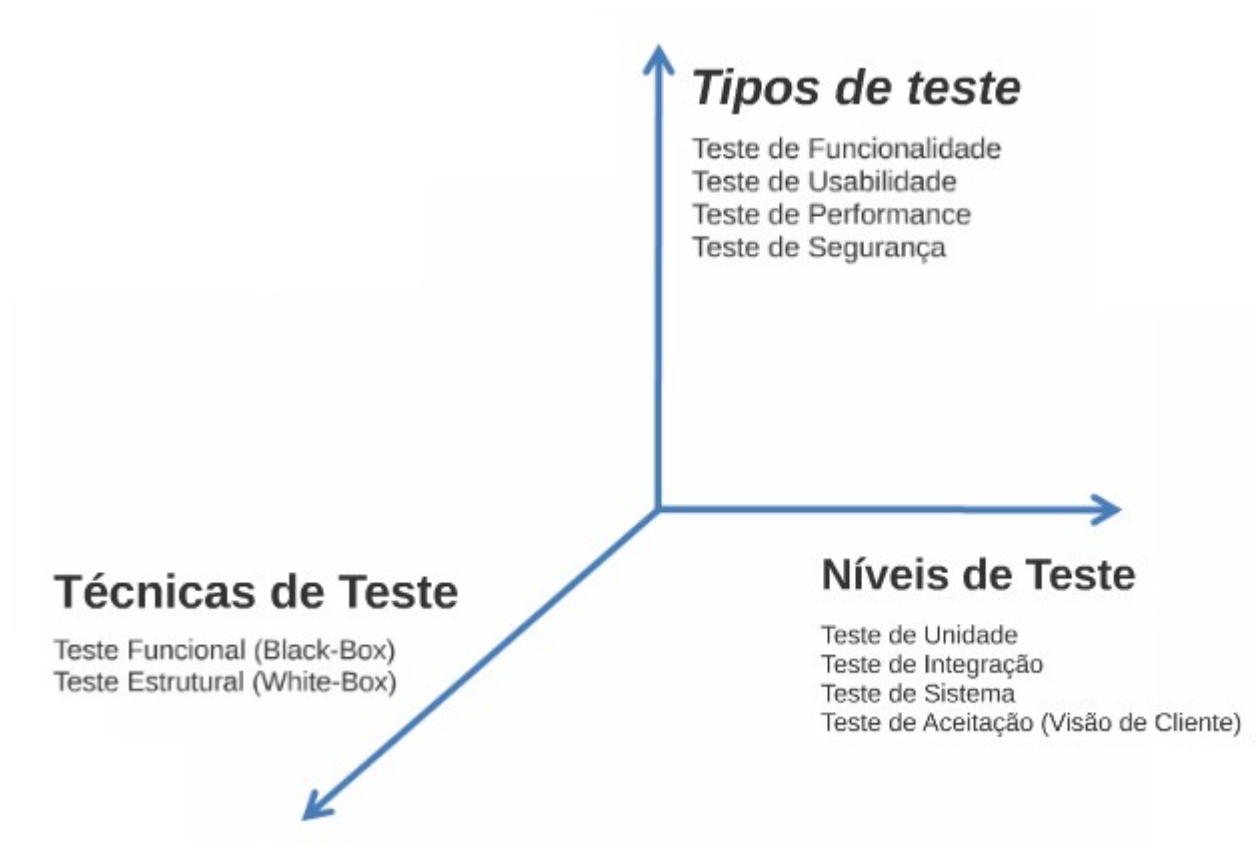 Tipos de teste
Teste de Funcionalidade
Teste de Usabilidade
Teste de Performance
Teste de Segurança
Técnicas de Teste
Teste Funcional (Black-Box)
Teste Estrutural (White-Box)
Níveis de Teste
Teste de Unidade
Teste de Integração
Teste de Sistema
Teste de Aceitação (Visão de Cliente)